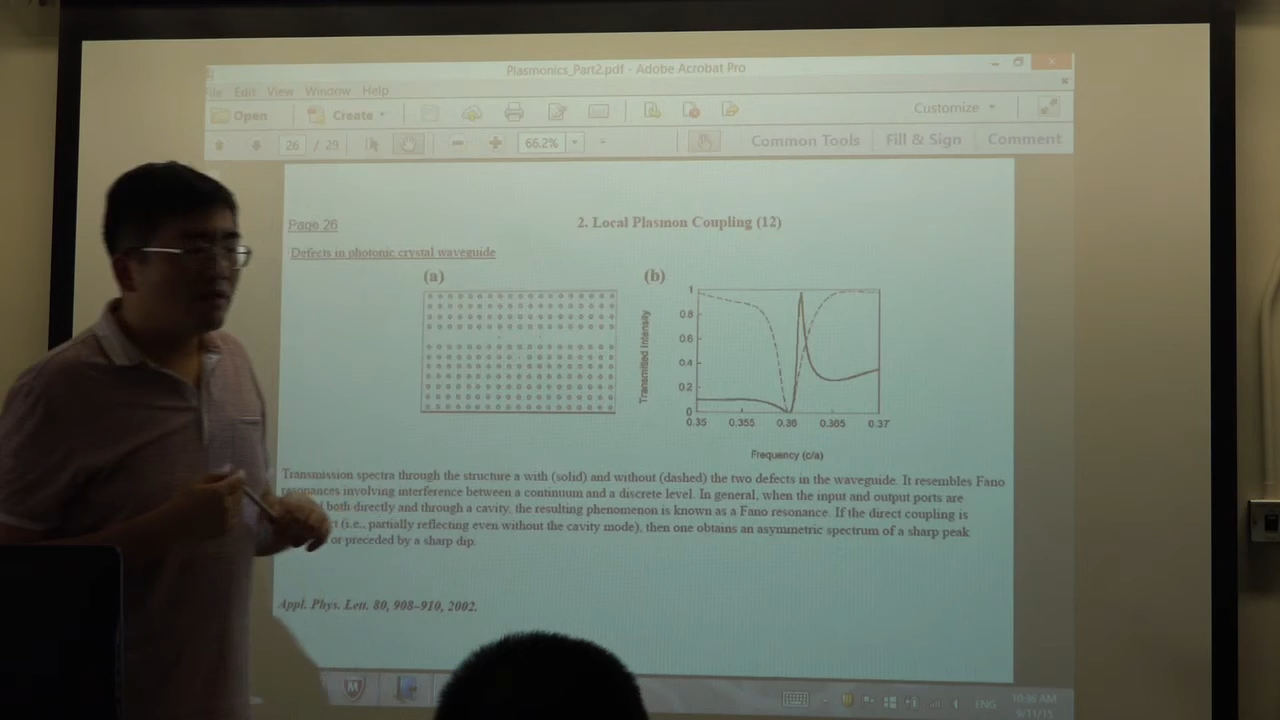 Plasmonics_Part2.pdf - Adobe Acrobat Pro
Edit View Window Help
Open Create Customize
26 / 29 66.2% Common Tools Fill & Sign Comment
Page 26
2. Local Plasmon Coupling (12)
Defects in photonic crystal waveguide
(a) (b)
Transmitted Intensity
1
0.8
0.6
0.4
0.2
0
0.35 0.355 0.36 0.365 0.37
Frequency (c/a)
Transmission spectra through the structure a with (solid) and without (dashed) the two defects in the waveguide. It resembles Fano
resonances involving interference between a continuum and a discrete level. In general, when the input and output ports are
both directly and through a cavity, the resulting phenomenon is known as a Fano resonance. If the direct coupling is
(i.e., partially reflecting even without the cavity mode), then one obtains an asymmetric spectrum of a sharp peak
or preceded by a sharp dip.
Appl. Phys. Lett. 80, 908–910, 2002.
ENG
10:36 AM
9/11/15